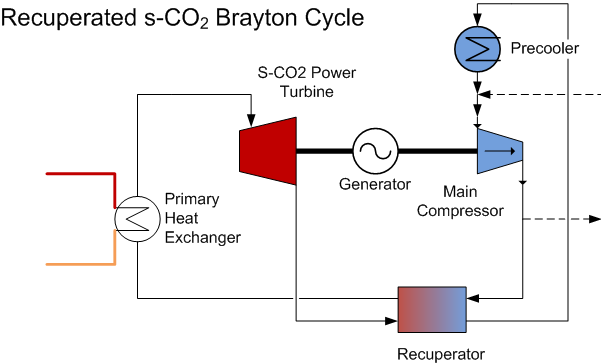 Recuperated s-CO₂ Brayton Cycle
Precooler
S-CO2 Power
Turbine
Generator
Main
Compressor
Primary
Heat
Exchanger
Recuperator